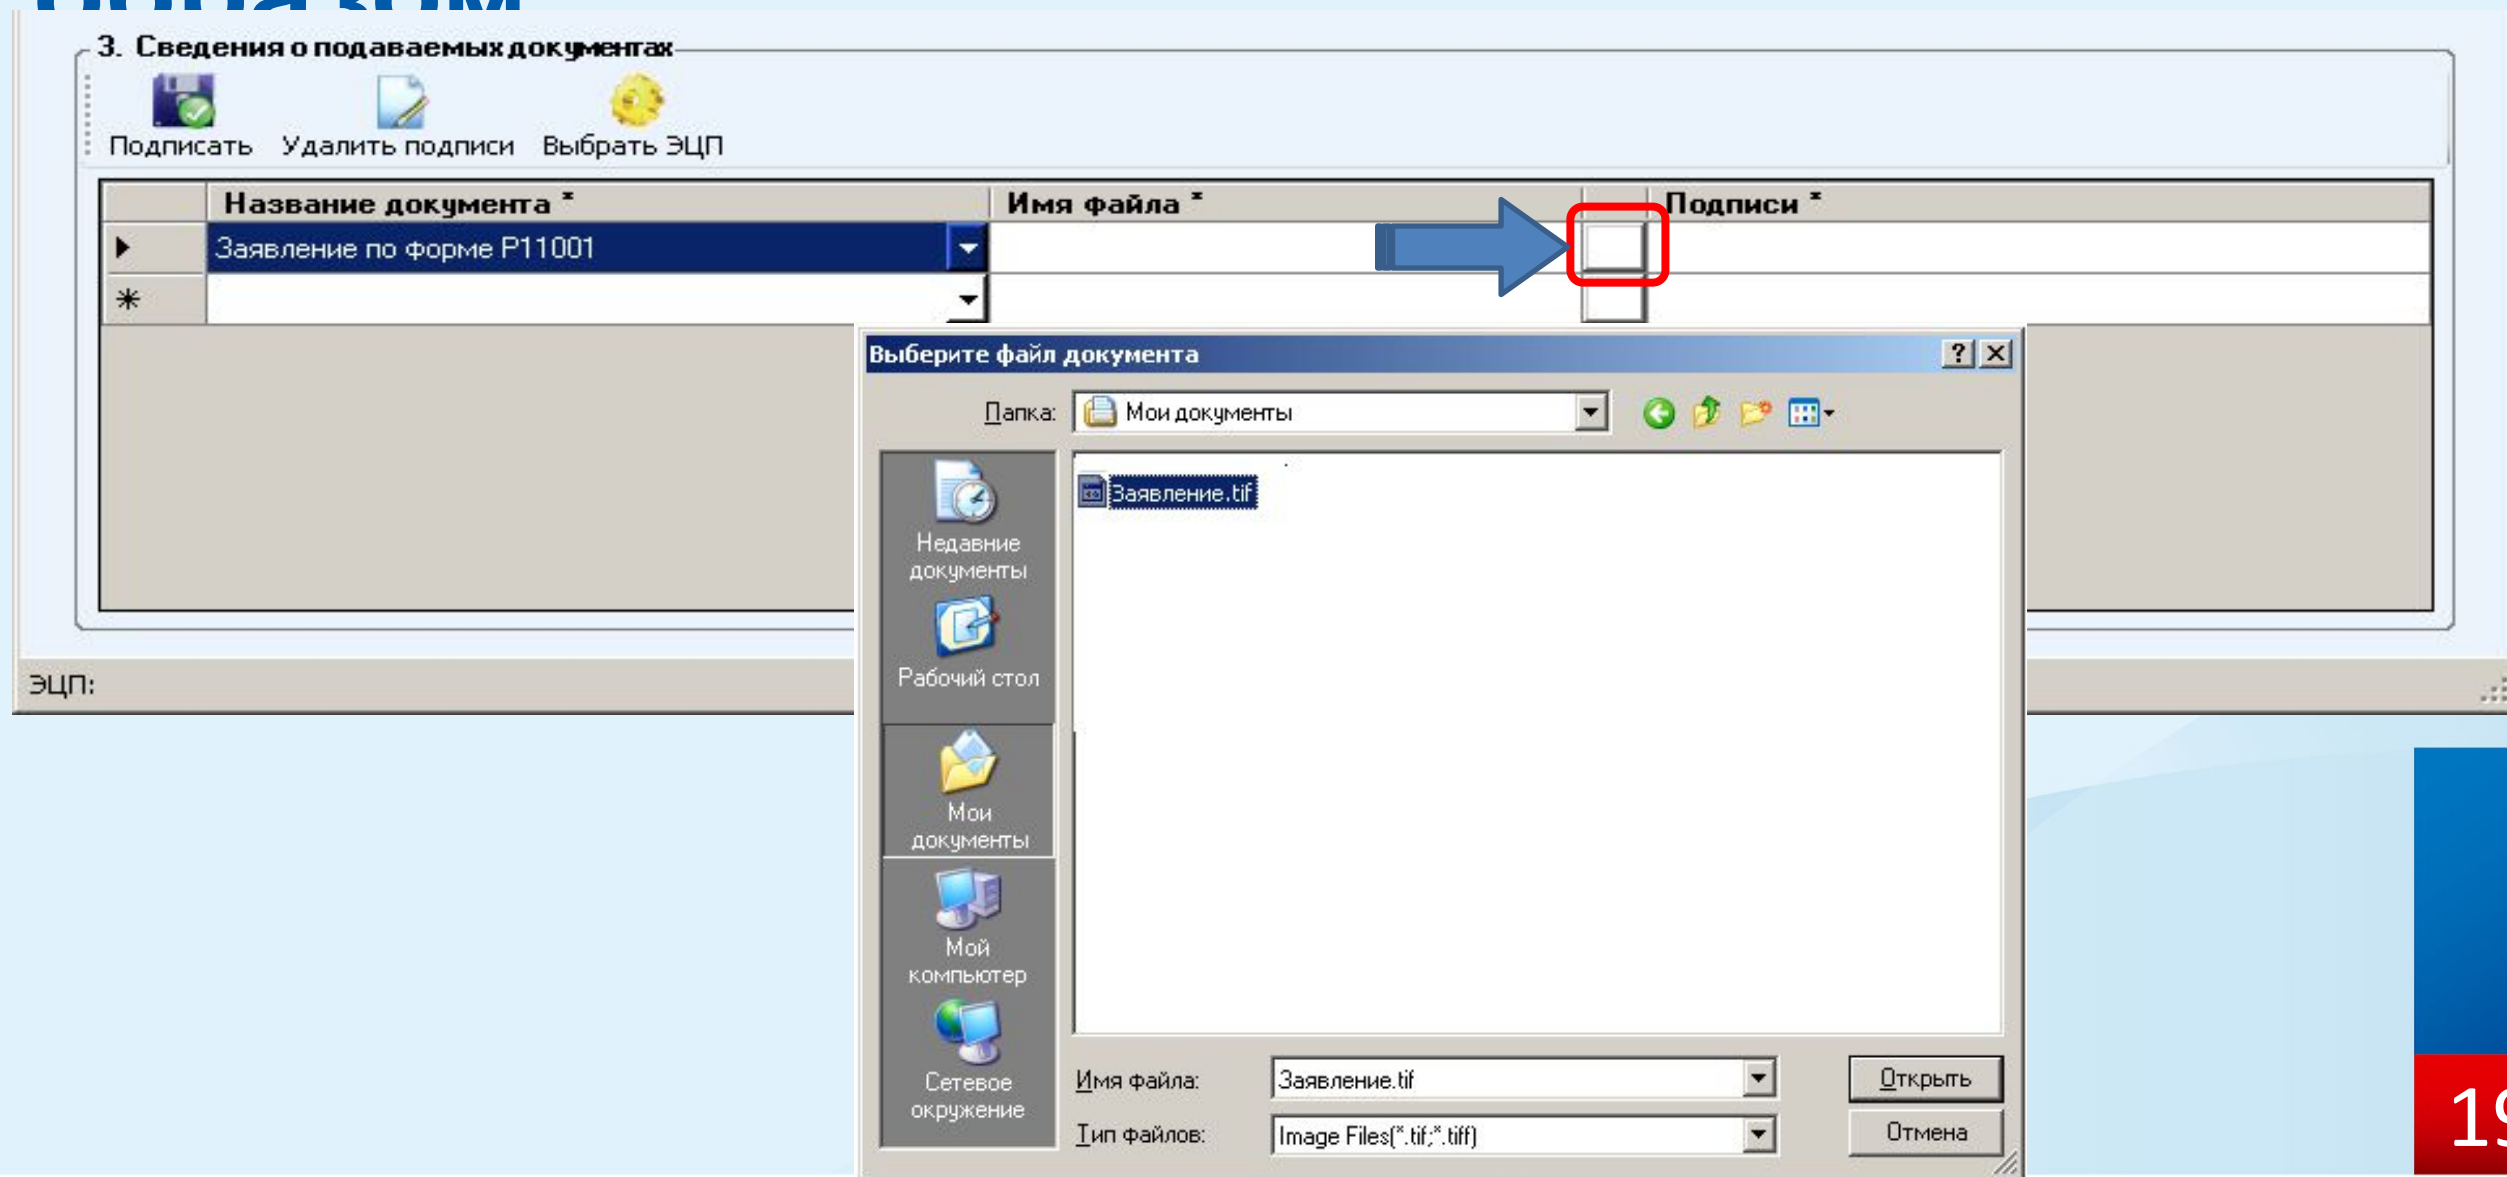 образом
3. Сведения о подаваемых документах
Подписать Удалить подписи Выбрать ЭЦП
Название документа * Имя файла * Подписи *
Заявление по форме Р11001
*
Выберите файл документа
Папка: Мои документы
Заявление.tif
Недавние
документы
Рабочий стол
Мои
документы
Мой
компьютер
Сетевое
окружение
Имя файла: Заявление.tif Открыть
Тип файлов: Image Files(*.tif;*.tiff) Отмена
ЭЦП:
19